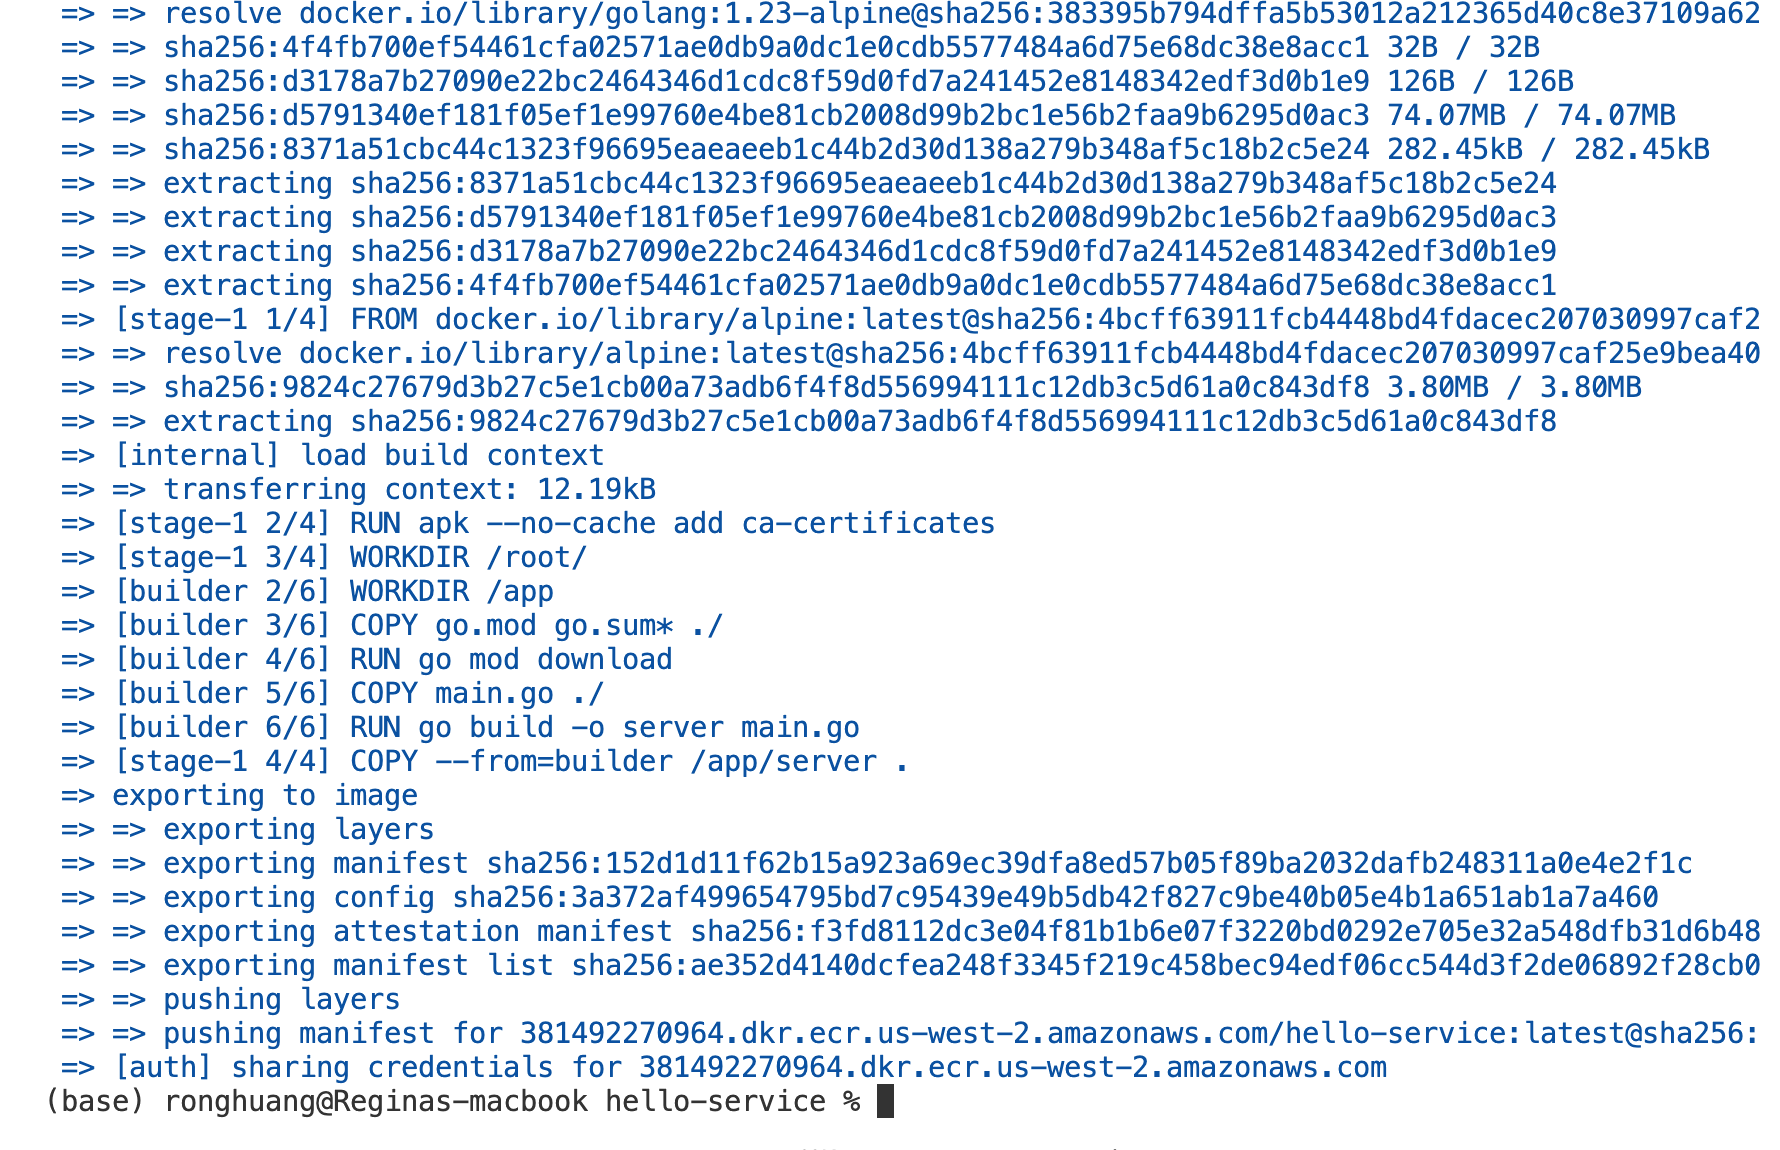 => => resolve docker.io/library/golang:1.23-alpine@sha256:383395b794dffa5b53012a212365d40c8e37109a62
=> => sha256:4f4fb700ef54461cfa02571ae0db9a0dc1e0cdb5577484a6d75e68dc38e8acc1 32B / 32B
=> => sha256:d3178a7b27090e22bc2464346d1cdc8f59d0fd7a241452e8148342edf3d0b1e9 126B / 126B
=> => sha256:d5791340ef181f05ef1e99760e4be81cb2008d99b2bc1e56b2faa9b6295d0ac3 74.07MB / 74.07MB
=> => sha256:8371a51cbc44c1323f96695eaeaeeb1c44b2d30d138a279b348af5c18b2c5e24 282.45kB / 282.45kB
=> => extracting sha256:8371a51cbc44c1323f96695eaeaeeb1c44b2d30d138a279b348af5c18b2c5e24
=> => extracting sha256:d5791340ef181f05ef1e99760e4be81cb2008d99b2bc1e56b2faa9b6295d0ac3
=> => extracting sha256:d3178a7b27090e22bc2464346d1cdc8f59d0fd7a241452e8148342edf3d0b1e9
=> => extracting sha256:4f4fb700ef54461cfa02571ae0db9a0dc1e0cdb5577484a6d75e68dc38e8acc1
=> [stage-1 1/4] FROM docker.io/library/alpine:latest@sha256:4bcff63911fcb4448bd4fdacec207030997caf2
=> => resolve docker.io/library/alpine:latest@sha256:4bcff63911fcb4448bd4fdacec207030997caf25e9bea40
=> => sha256:9824c27679d3b27c5e1cb00a73adb6f4f8d556994111c12db3c5d61a0c843df8 3.80MB / 3.80MB
=> => extracting sha256:9824c27679d3b27c5e1cb00a73adb6f4f8d556994111c12db3c5d61a0c843df8
=> [internal] load build context
=> => transferring context: 12.19kB
=> [stage-1 2/4] RUN apk --no-cache add ca-certificates
=> [stage-1 3/4] WORKDIR /root/
=> [builder 2/6] WORKDIR /app
=> [builder 3/6] COPY go.mod go.sum* ./
=> [builder 4/6] RUN go mod download
=> [builder 5/6] COPY main.go ./
=> [builder 6/6] RUN go build -o server main.go
=> [stage-1 4/4] COPY --from=builder /app/server .
=> exporting to image
=> => exporting layers
=> => exporting manifest sha256:152d1d11f62b15a923a69ec39dfa8ed57b05f89ba2032dafb248311a0e4e2f1c
=> => exporting config sha256:3a372af499654795bd7c95439e49b5db42f827c9be40b05e4b1a651ab1a7a460
=> => exporting attestation manifest sha256:f3fd8112dc3e04f81b1b6e07f3220bd0292e705e32a548dfb31d6b48
=> => exporting manifest list sha256:ae352d4140dcfea248f3345f219c458bec94edf06cc544d3f2de06892f28cb0
=> => pushing layers
=> => pushing manifest for 381492270964.dkr.ecr.us-west-2.amazonaws.com/hello-service:latest@sha256:
=> [auth] sharing credentials for 381492270964.dkr.ecr.us-west-2.amazonaws.com
(base) ronghuang@Reginas-macbook hello-service %